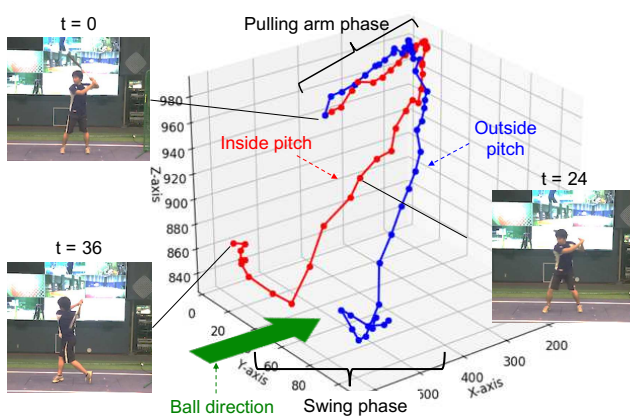 Pulling arm phase
t = 0
980
960
940
920
900
880
860
840
Z-axis
Inside pitch
Outside
pitch
t = 24
t = 36
0
20
60
80
Y-axis
500
400
300
200
X-axis
Ball direction
Swing phase